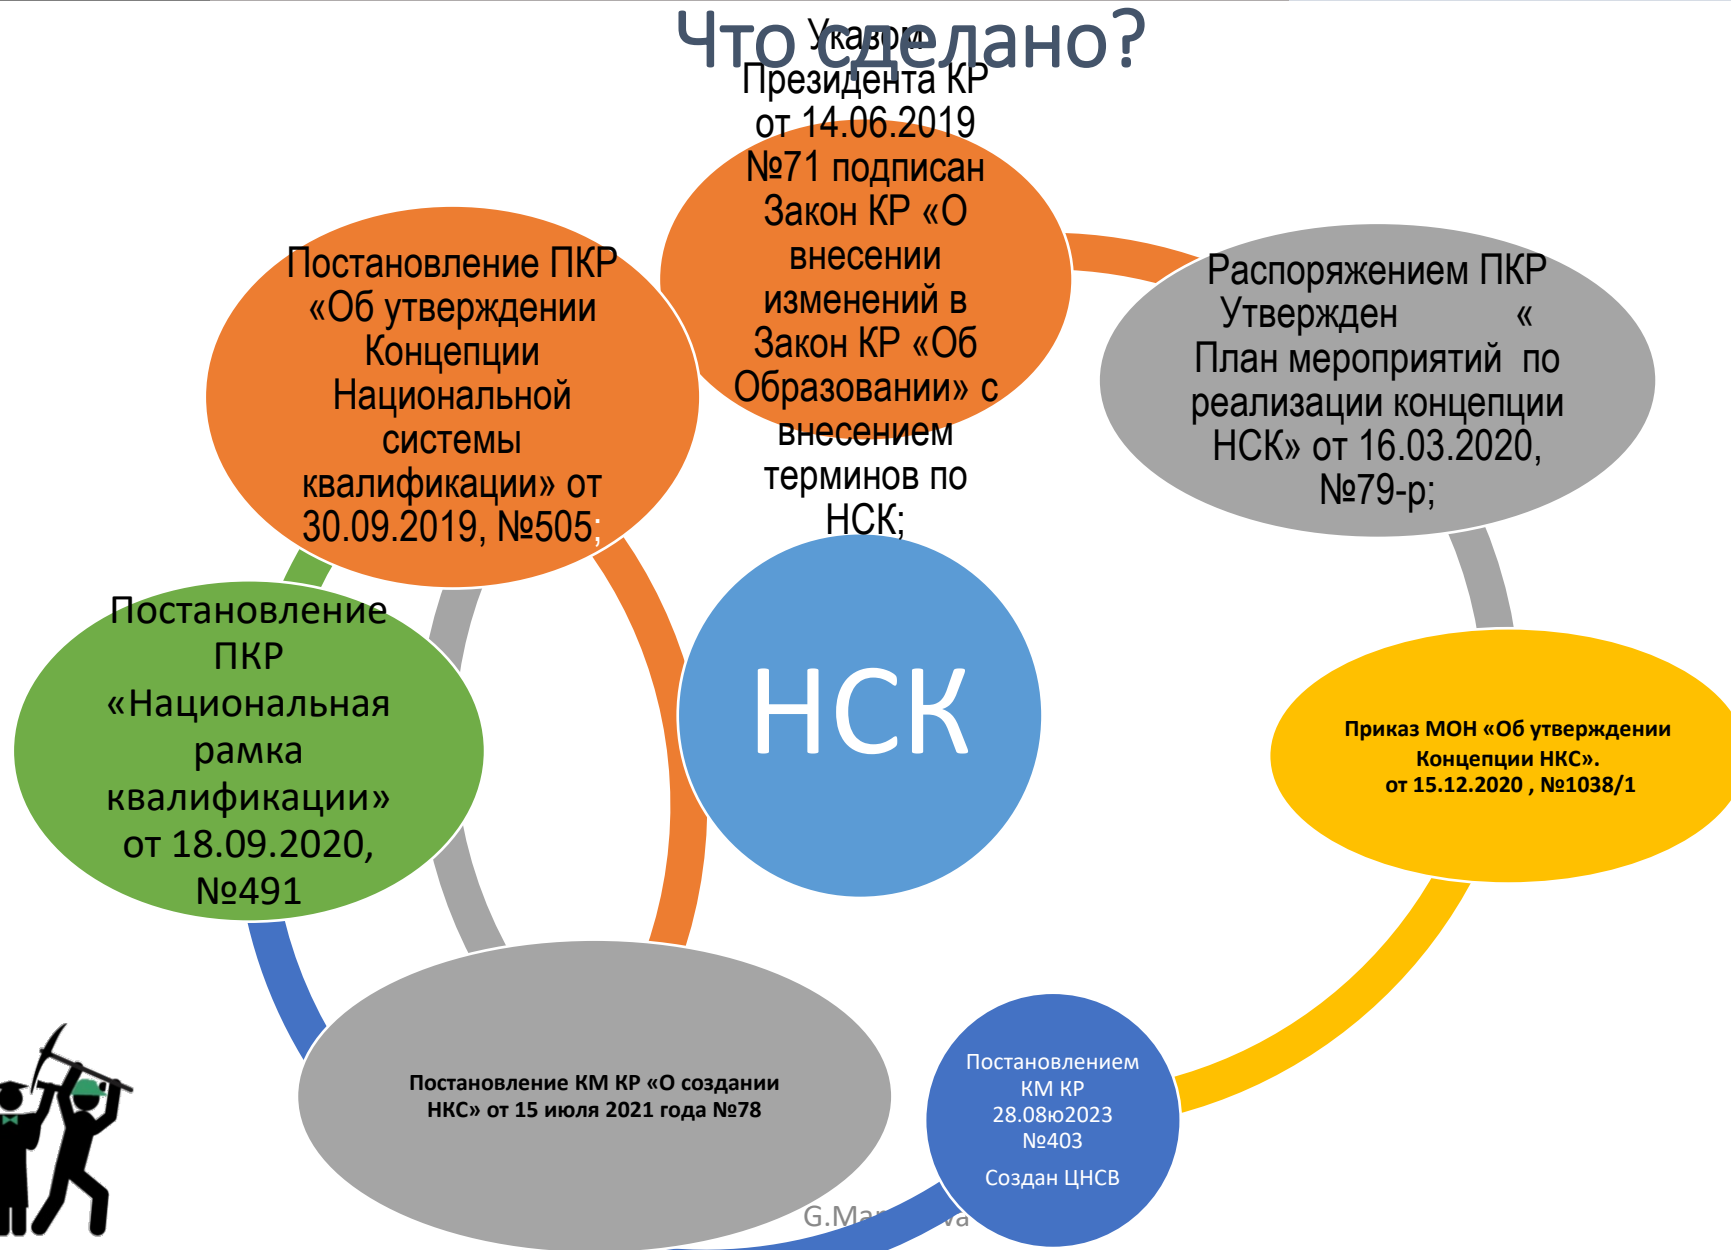 Что сделано?
Указом
Президента КР
от 14.06.2019
№71 подписан
Закон КР «О
внесении
изменений в
Закон КР «Об
Образовании» с
внесением
терминов по
НСК;
Распоряжением ПКР
Утвержден «
План мероприятий по
реализации концепции
НСК» от 16.03.2020,
№79-р;
Приказ МОН «Об утверждении
Концепции НКС».
от 15.12.2020 , №1038/1
Постановлением
КМ КР
28.08ю2023
№403
Создан ЦНСВ
Постановление КМ КР «О создании
НКС» от 15 июля 2021 года №78
Постановление
ПКР
«Национальная
рамка
квалификации»
от 18.09.2020,
№491
Постановление ПКР
«Об утверждении
Концепции
Национальной
системы
квалификации» от
30.09.2019, №505;
НСК